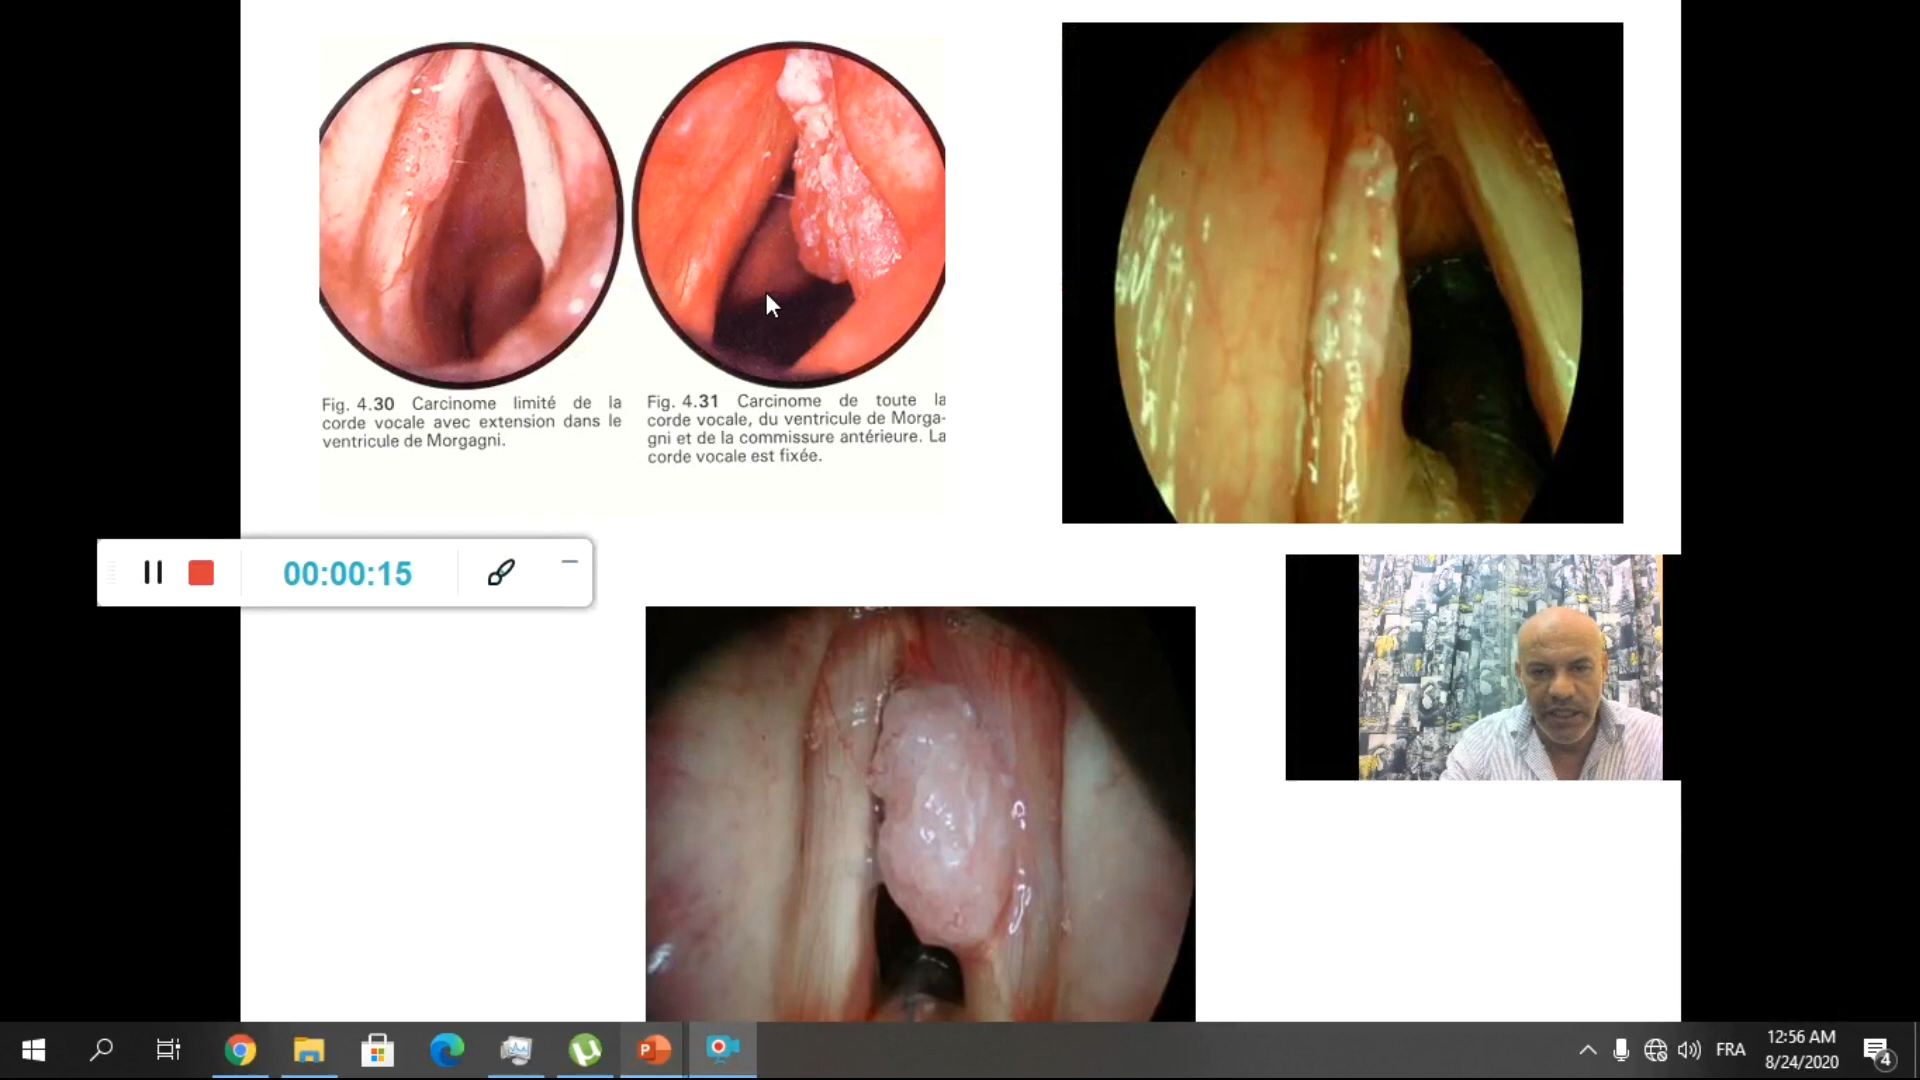 Fig. 4.30 Carcinome limité de la
corde vocale avec extension dans le
ventricule de Morgagni.
Fig. 4.31 Carcinome de toute la
corde vocale, du ventricule de Morga-
gni et de la commissure antérieure. La
corde vocale est fixée.
00:00:15
P
FRA
12:56 AM
8/24/2020
4